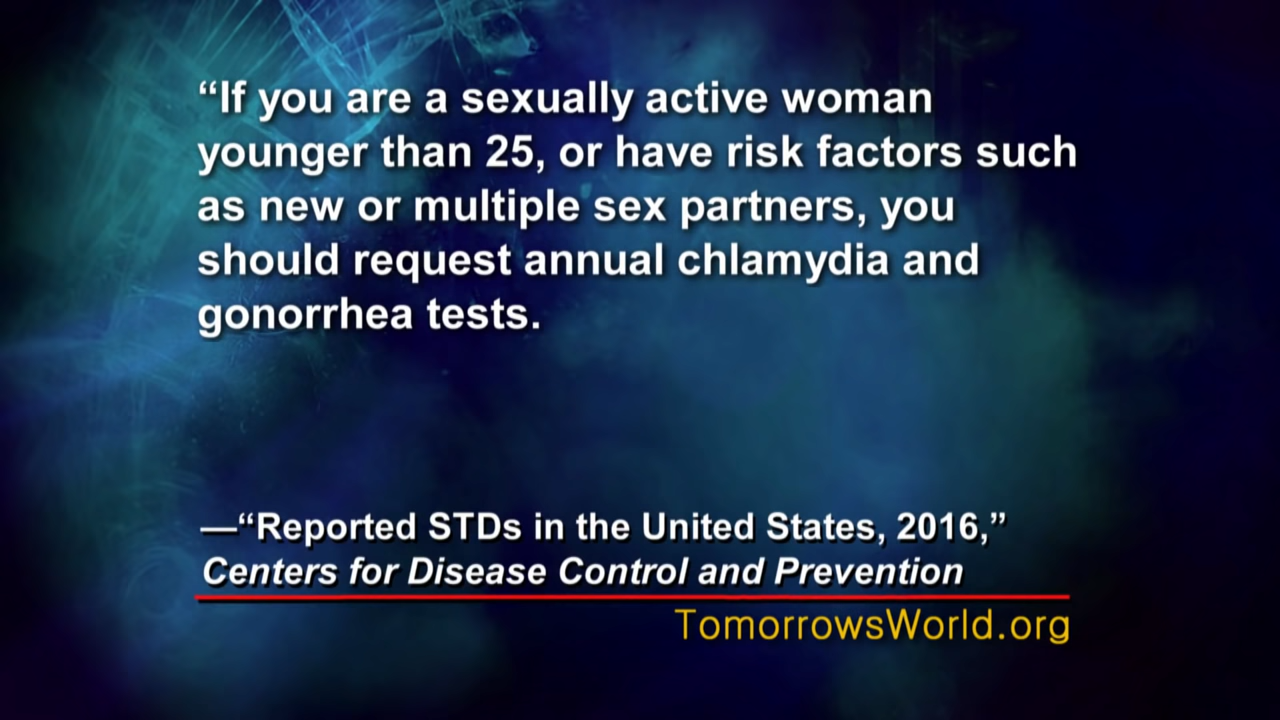 “If you are a sexually active woman
younger than 25, or have risk factors such
as new or multiple sex partners, you
should request annual chlamydia and
gonorrhea tests.
—“Reported STDs in the United States, 2016,”
Centers for Disease Control and Prevention
TomorrowsWorld.org